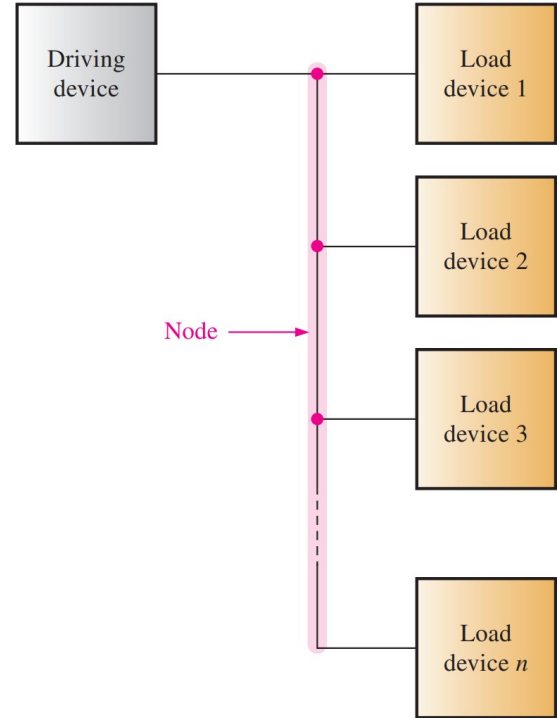 Driving
device
Load
device 1
Load
device 2
Node
Load
device 3
Load
device n